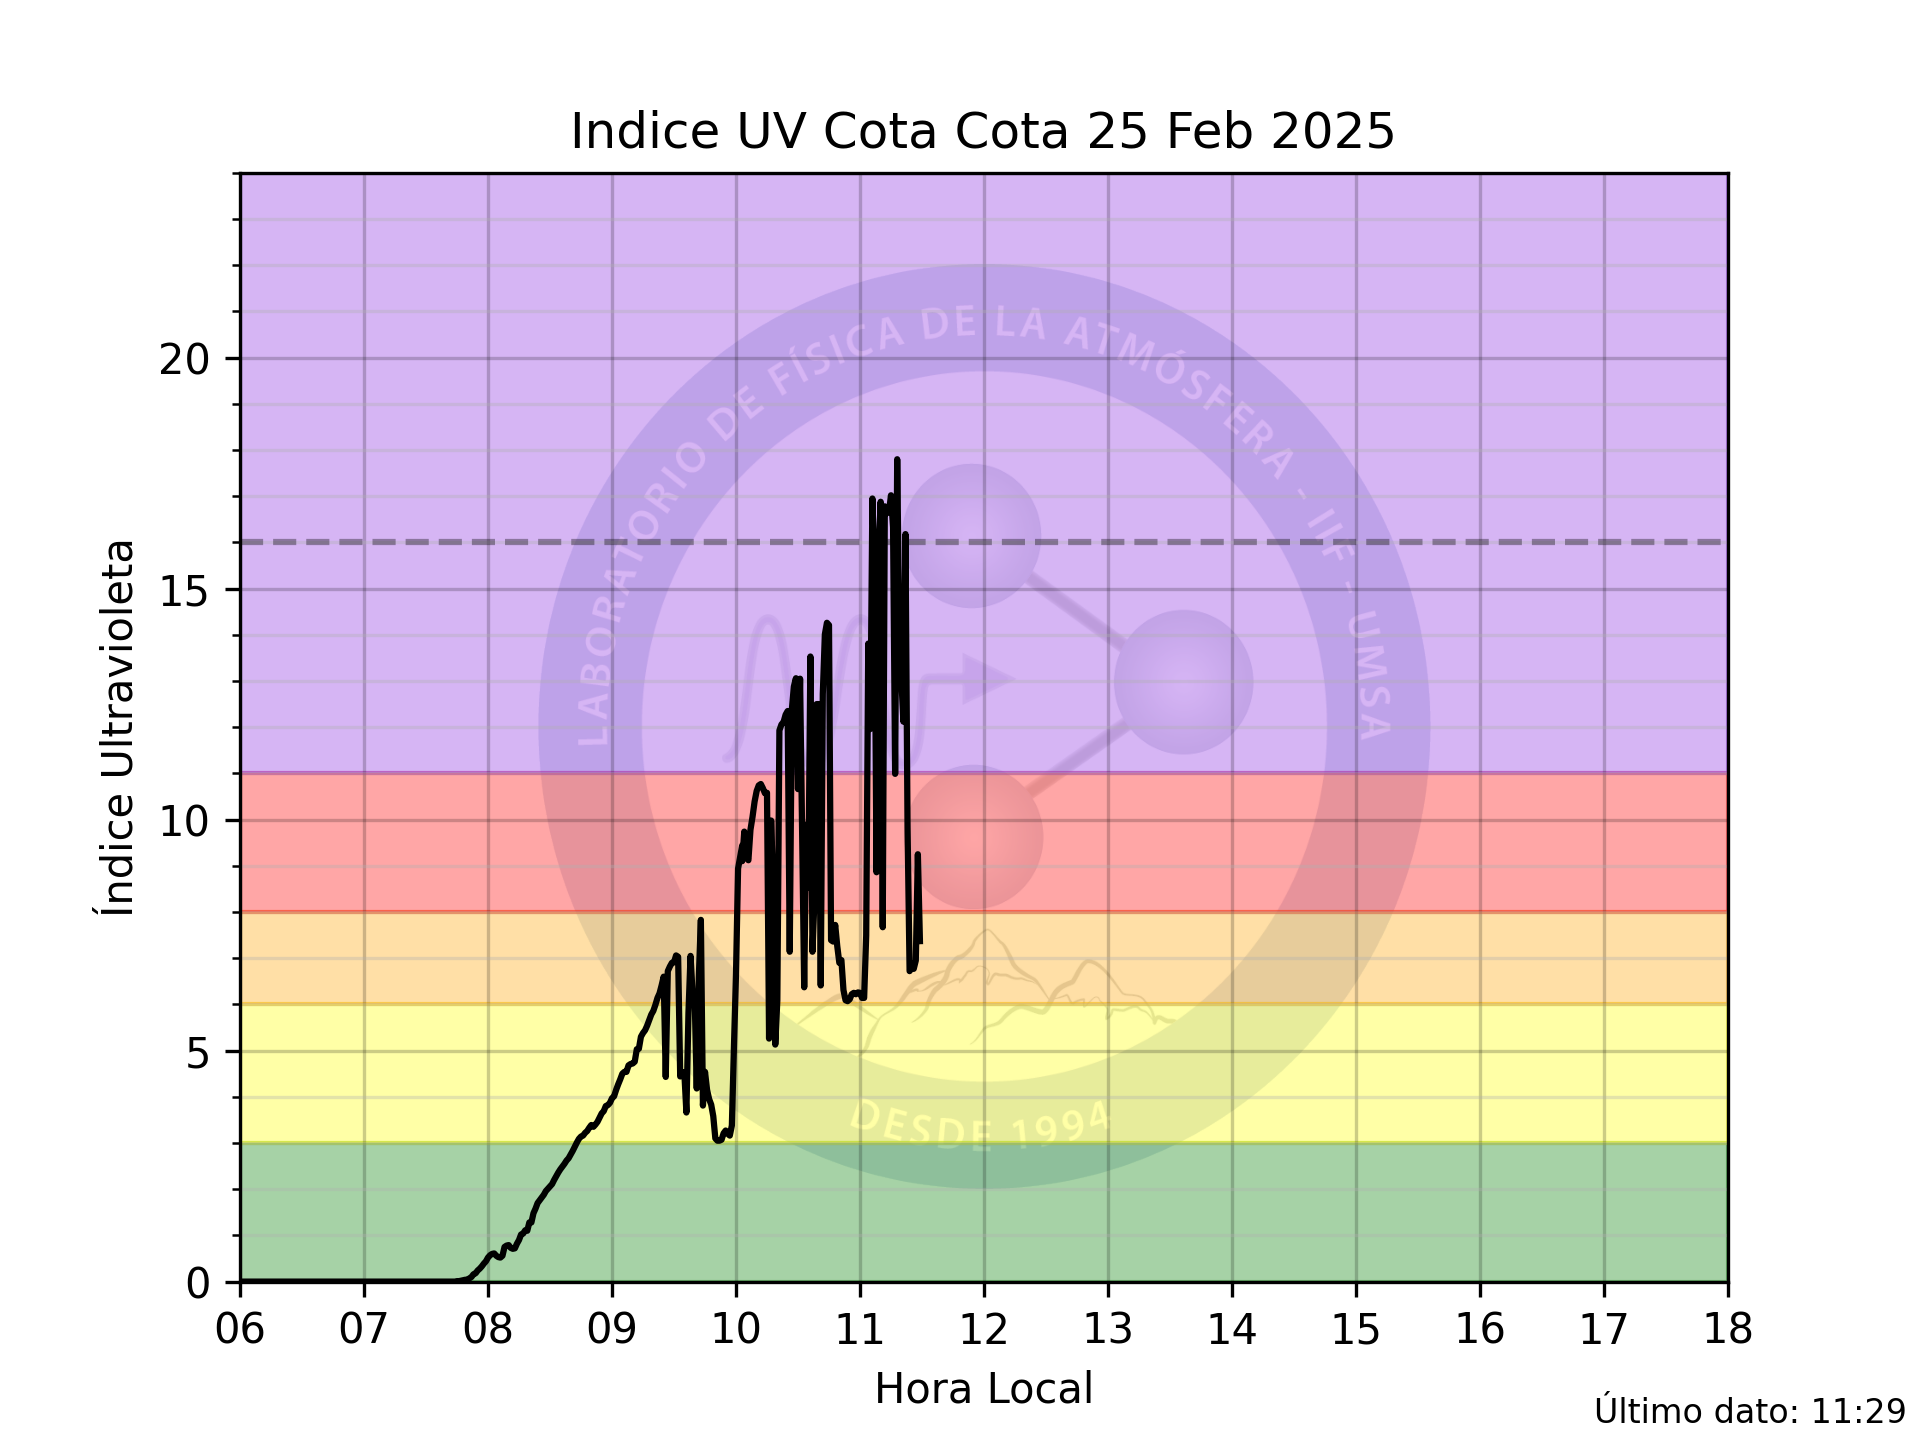 Indice UV Cota Cota 25 Feb 2025
LABORATORIO DE FÍSICA DE LA ATMÓSFERA - IIF - UMSA
DESDE 1994
Índice Ultravioleta
20
15
10
5
0
06 07 08 09 10 11 12 13 14 15 16 17 18
Hora Local
Último dato: 11:29